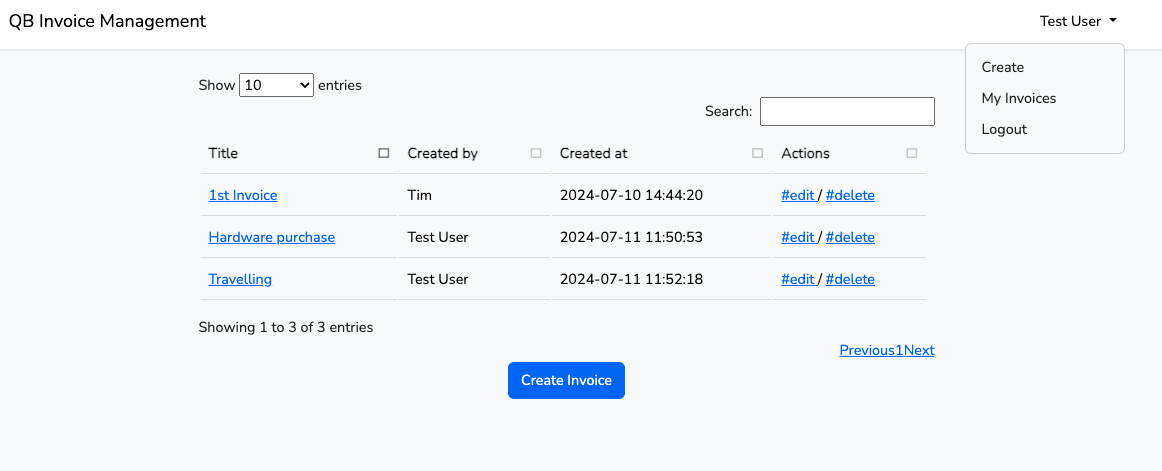 QB Invoice Management
Test User
Create
My Invoices
Logout
Show 10 entries
Search:
Title Created by Created at Actions
1st Invoice Tim 2024-07-10 14:44:20 #edit / #delete
Hardware purchase Test User 2024-07-11 11:50:53 #edit / #delete
Travelling Test User 2024-07-11 11:52:18 #edit / #delete
Showing 1 to 3 of 3 entries
Previous1Next
Create Invoice